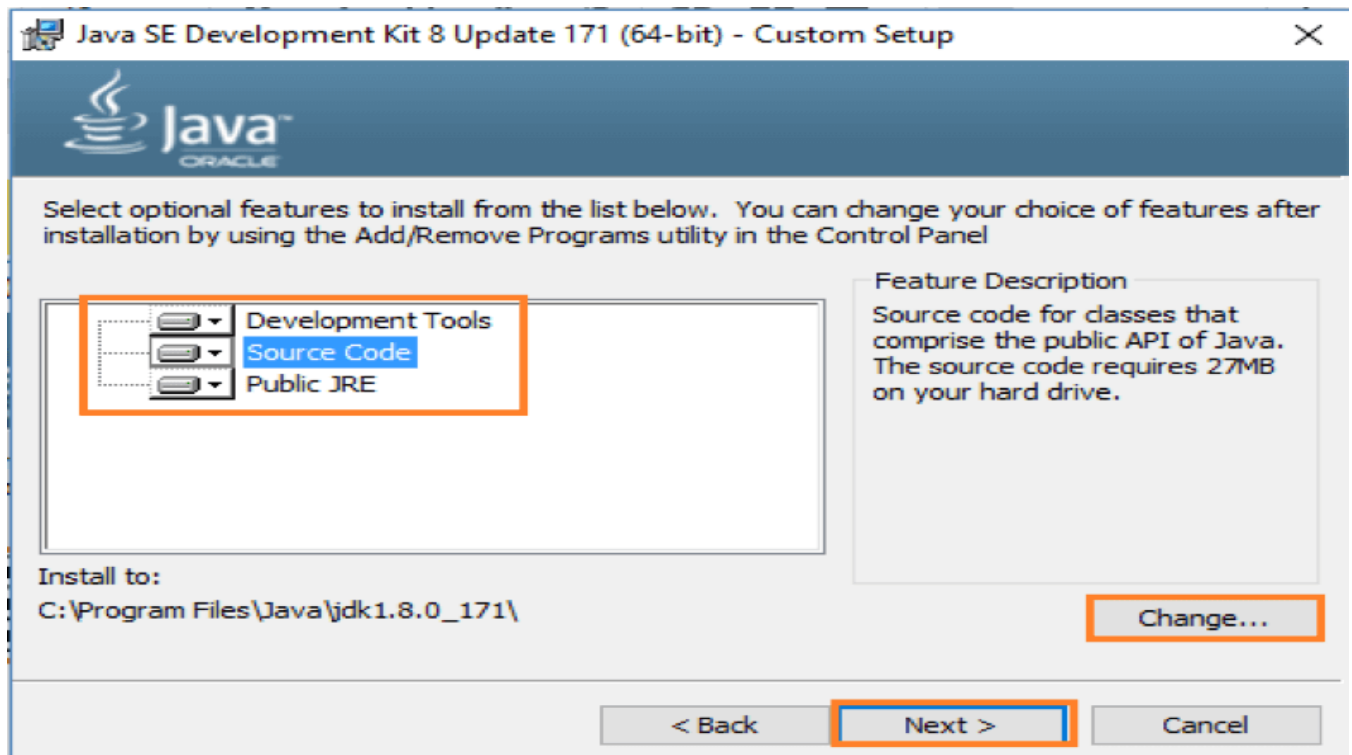 Java SE Development Kit 8 Update 171 (64-bit) - Custom Setup
Java™
ORACLE
Select optional features to install from the list below. You can change your choice of features after
installation by using the Add/Remove Programs utility in the Control Panel
Development Tools
Source Code
Public JRE
Feature Description
Source code for classes that
comprise the public API of Java.
The source code requires 27MB
on your hard drive.
Install to:
C:\Program Files\Java\jdk1.8.0_171\
Change...
< Back
Next >
Cancel